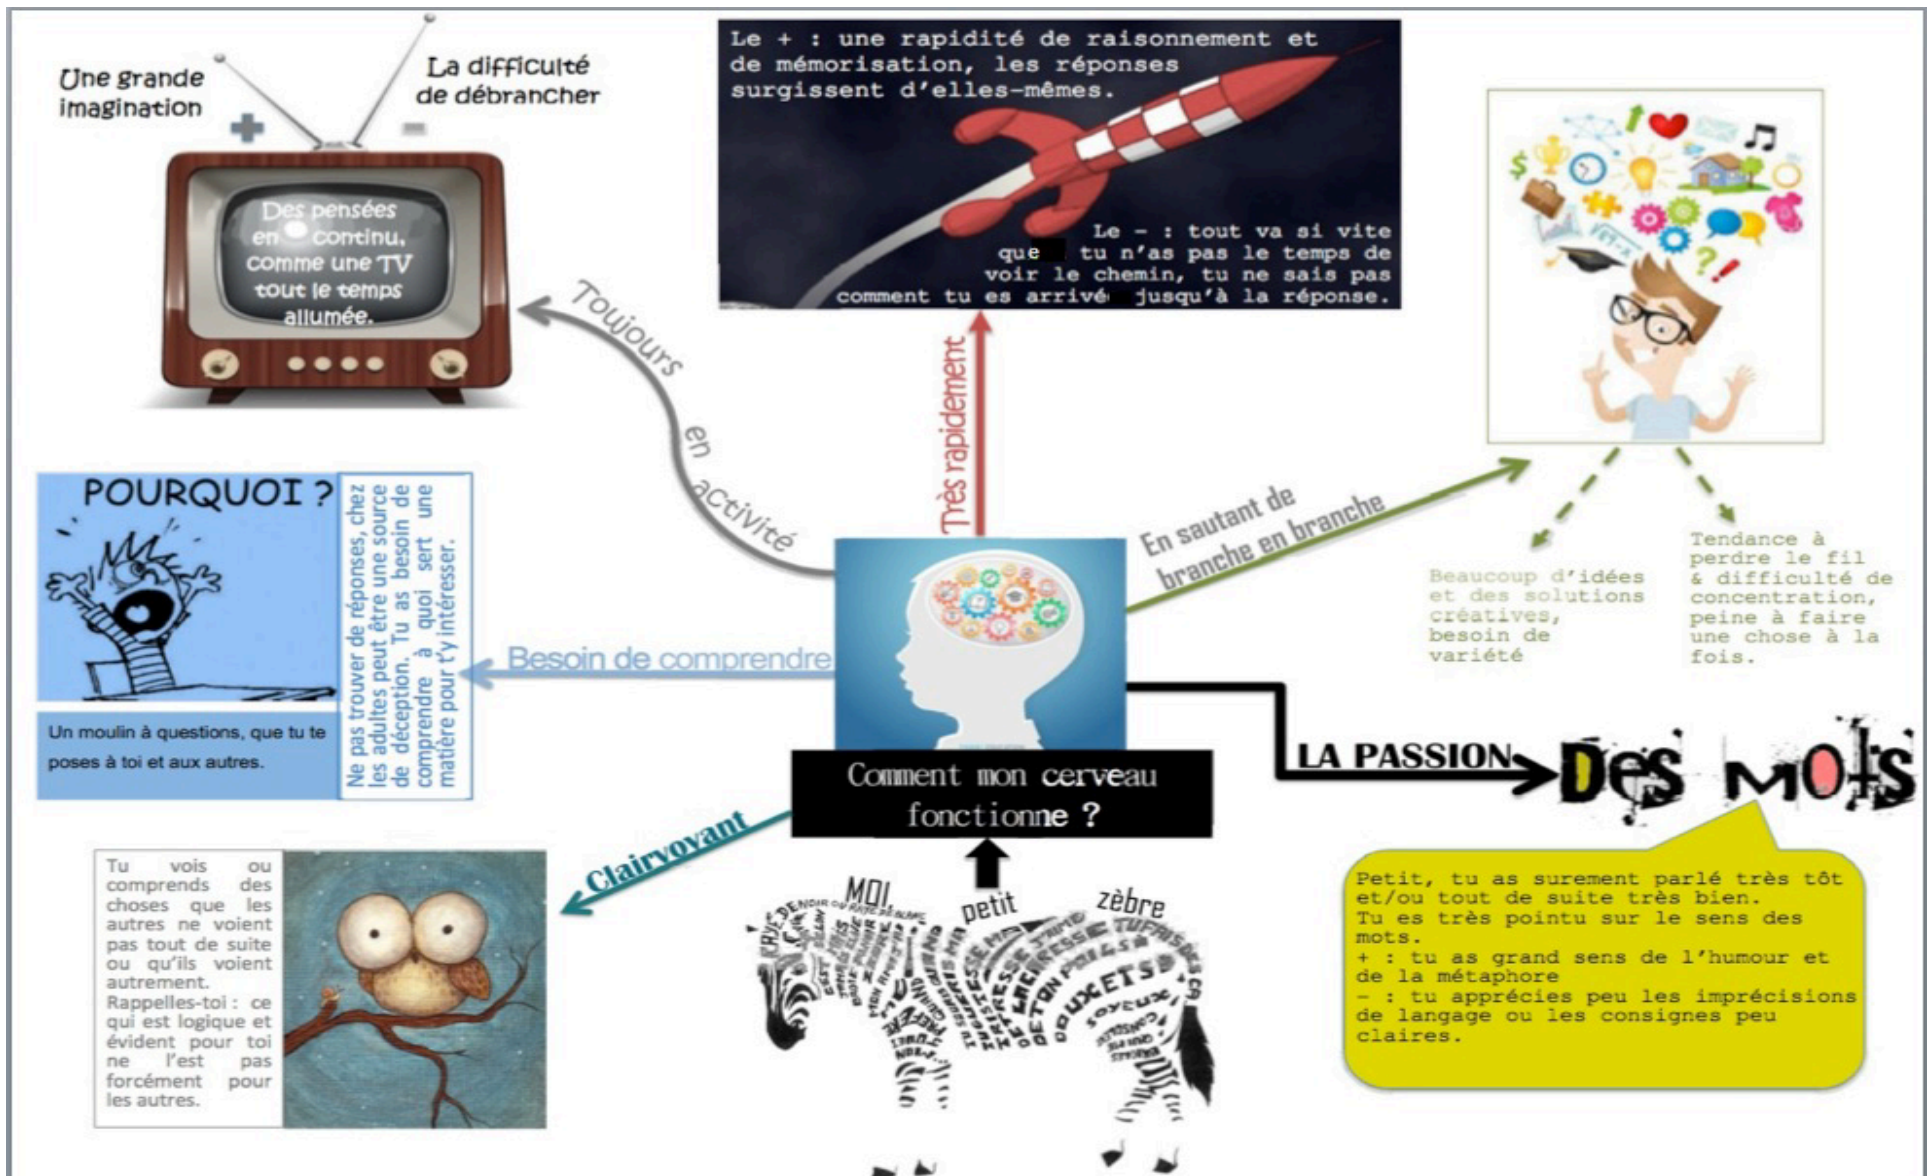 Une grande
imagination
+
La difficulté
de débrancher
-
Des pensées
en continu,
comme une TV
tout le temps
allumée.
Toujours en activité
Le + : une rapidité de raisonnement et
de mémorisation, les réponses
surgissent d'elles-mêmes.
Le - : tout va si vite
que tu n'as pas le temps de
voir le chemin, tu ne sais pas
comment tu es arrivé jusqu'à la réponse.
Très rapidement
$
?
!
En sautant de
branche en branche
Beaucoup d'idées
et des solutions
créatives,
besoin de
variété
Tendance à
perdre le fil
& difficulté de
concentration,
peine à faire
une chose à la
fois.
POURQUOI ?
Un moulin à questions, que tu te
poses à toi et aux autres.
Ne pas trouver de réponses, chez
les adultes peut être une source
de déception. Tu as besoin de
comprendre à quoi sert une
matière pour t'y intéresser.
Besoin de comprendre
LA PASSION
Des Mots
Comment mon cerveau
fonctionne ?
Petit, tu as surement parlé très tôt
et/ou tout de suite très bien.
Tu es très pointu sur le sens des
mots.
+ : tu as grand sens de l'humour et
de la métaphore
- : tu apprécies peu les imprécisions
de langage ou les consignes peu
claires.
Clairvoyant
Tu vois ou
comprends des
choses que les
autres ne voient
pas tout de suite
ou qu'ils voient
autrement.
Rappelles-toi : ce
qui est logique et
évident pour toi
ne l'est pas
forcément pour
les autres.
MOI petit zèbre